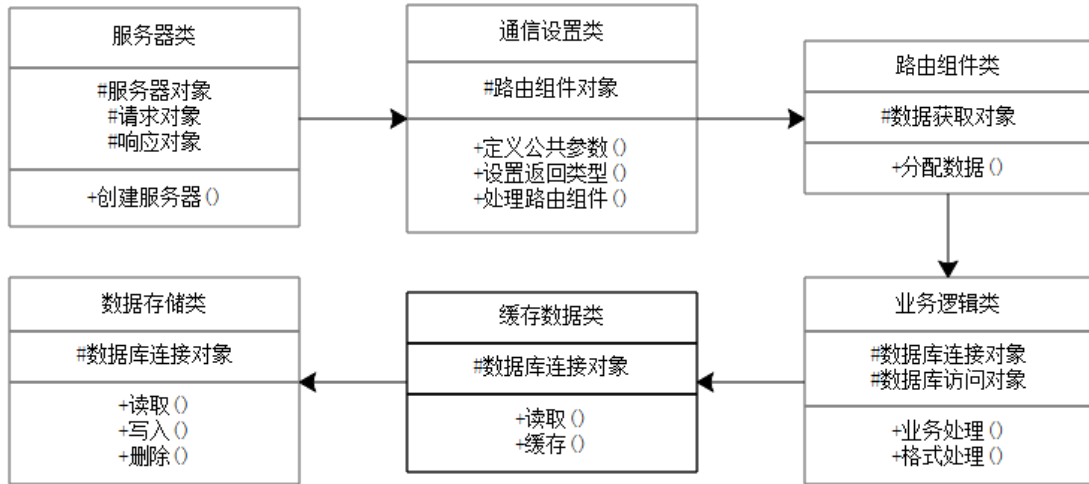 服务器类
#服务器对象
#请求对象
#响应对象
+创建服务器()
通信设置类
#路由组件对象
+定义公共参数()
+设置返回类型()
+处理路由组件()
路由组件类
#数据获取对象
+分配数据()
数据存储类
#数据库连接对象
+读取()
+写入()
+删除()
缓存数据类
#数据库连接对象
+读取()
+缓存()
业务逻辑类
#数据库连接对象
#数据库访问对象
+业务处理()
+格式处理()